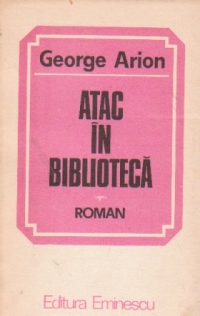 George Arion
ATAC
ÎN
BIBLIOTECĂ
ROMAN
Editura Eminescu